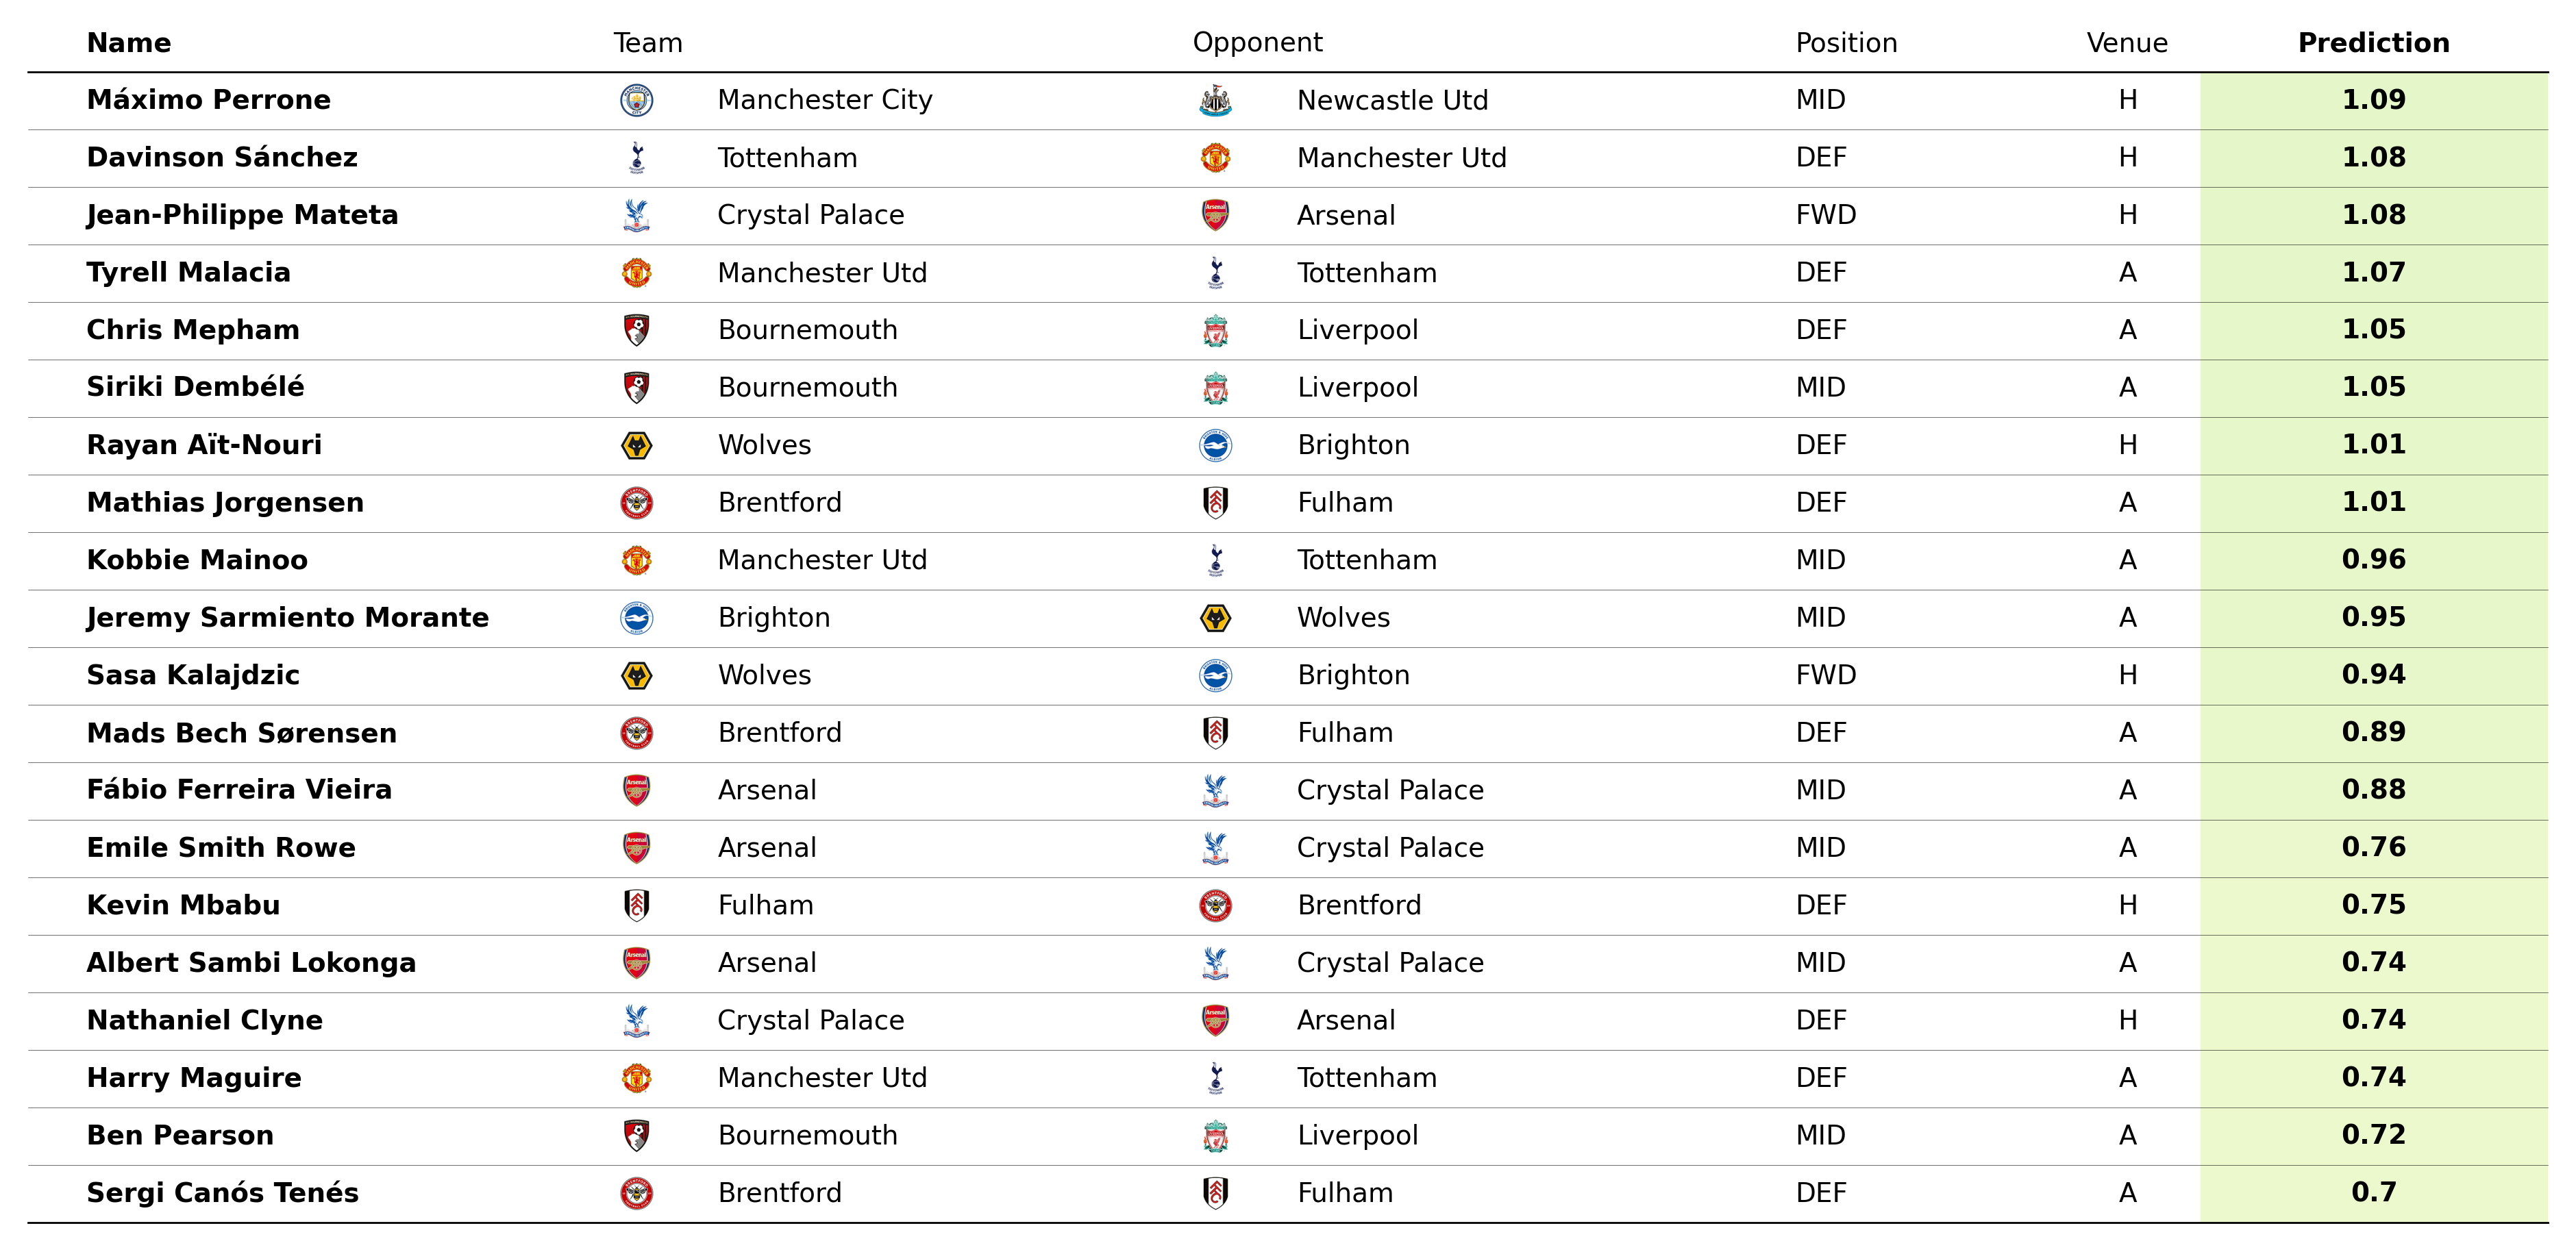 Name Team Opponent Position Venue Prediction
Máximo Perrone Manchester City Newcastle Utd MID H 1.09
Davinson Sánchez Tottenham Manchester Utd DEF H 1.08
Jean-Philippe Mateta Crystal Palace Arsenal FWD H 1.08
Tyrell Malacia Manchester Utd Tottenham DEF A 1.07
Chris Mepham Bournemouth Liverpool DEF A 1.05
Siriki Dembélé Bournemouth Liverpool MID A 1.05
Rayan Aït-Nouri Wolves Brighton DEF H 1.01
Mathias Jorgensen Brentford Fulham DEF A 1.01
Kobbie Mainoo Manchester Utd Tottenham MID A 0.96
Jeremy Sarmiento Morante Brighton Wolves MID A 0.95
Sasa Kalajdzic Wolves Brighton FWD H 0.94
Mads Bech Sørensen Brentford Fulham DEF A 0.89
Fábio Ferreira Vieira Arsenal Crystal Palace MID A 0.88
Emile Smith Rowe Arsenal Crystal Palace MID A 0.76
Kevin Mbabu Fulham Brentford DEF H 0.75
Albert Sambi Lokonga Arsenal Crystal Palace MID A 0.74
Nathaniel Clyne Crystal Palace Arsenal DEF H 0.74
Harry Maguire Manchester Utd Tottenham DEF A 0.74
Ben Pearson Bournemouth Liverpool MID A 0.72
Sergi Canós Tenés Brentford Fulham DEF A 0.7